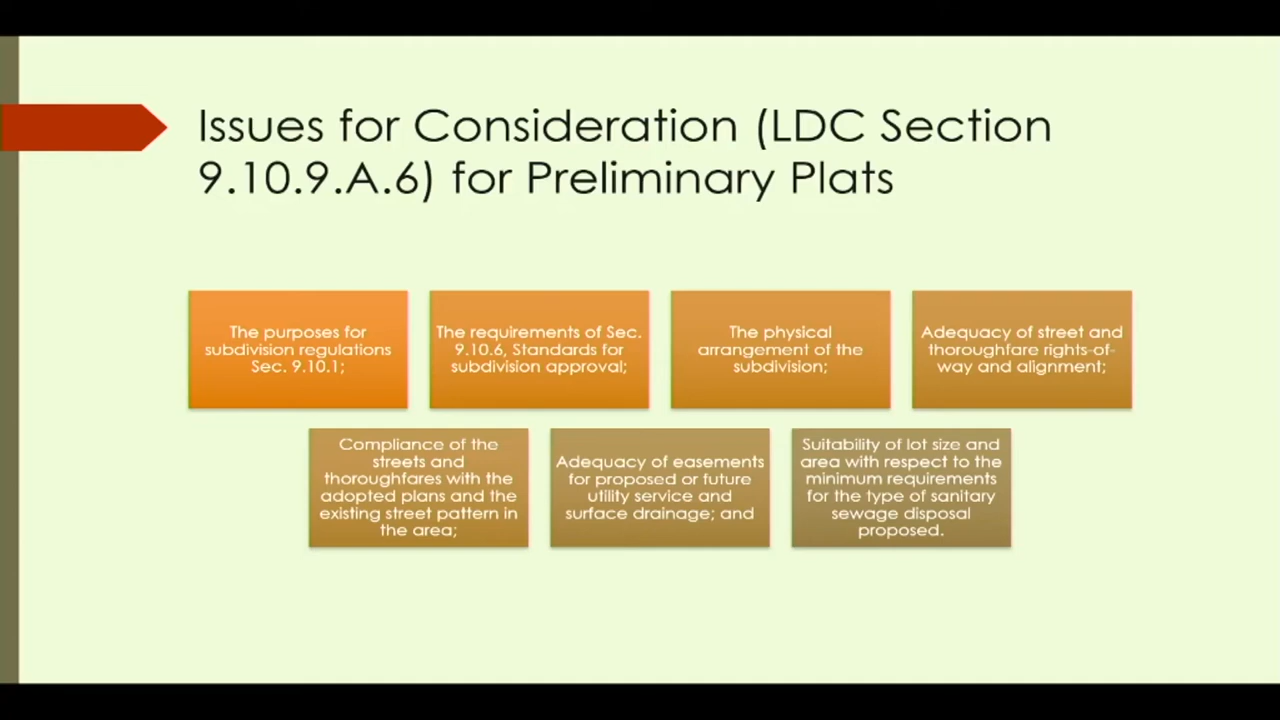 Issues for Consideration (LDC Section
9.10.9.A.6) for Preliminary Plats
The purposes for
subdivision regulations
Sec. 9.10.1;
The requirements of Sec.
9.10.6, Standards for
subdivision approval;
The physical
arrangement of the
subdivision;
Adequacy of street and
thoroughfare rights-of-
way and alignment;
Compliance of the
streets and
thoroughfares with the
adopted plans and the
existing street pattern in
the area;
Adequacy of easements
for proposed or future
utility service and
surface drainage; and
Suitability of lot size and
area with respect to the
minimum requirements
for the type of sanitary
sewage disposal
proposed.